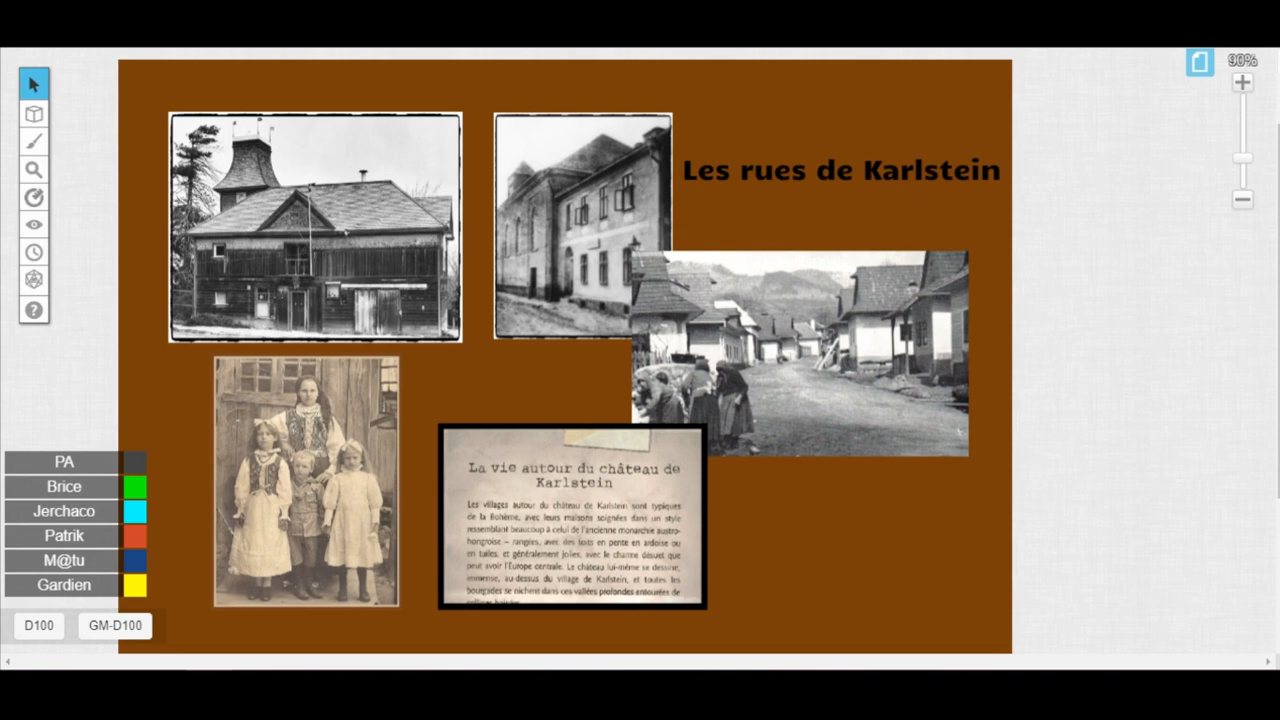 90%
Les rues de Karlstein
La vie autour du château de
Karlstein
Les villages autour du château de Karlstein sont typiques
de la Bohème, avec leurs maisons soignées dans un style
ressemblant beaucoup à celui de l'ancienne monarchie austro-
hongroise – rangées, avec des toits en pente en ardoise ou
en tuiles, et généralement jolies, avec le charme désuet que
peut avoir l'Europe centrale. Le château lui-même se dessine,
immense, au-dessus du village de Karlstein, et toutes les
bourgades se nichent dans ces vallées profondes entourées de
PA
Brice
Jerchaco
Patrik
M@tu
Gardien
D100
GM-D100